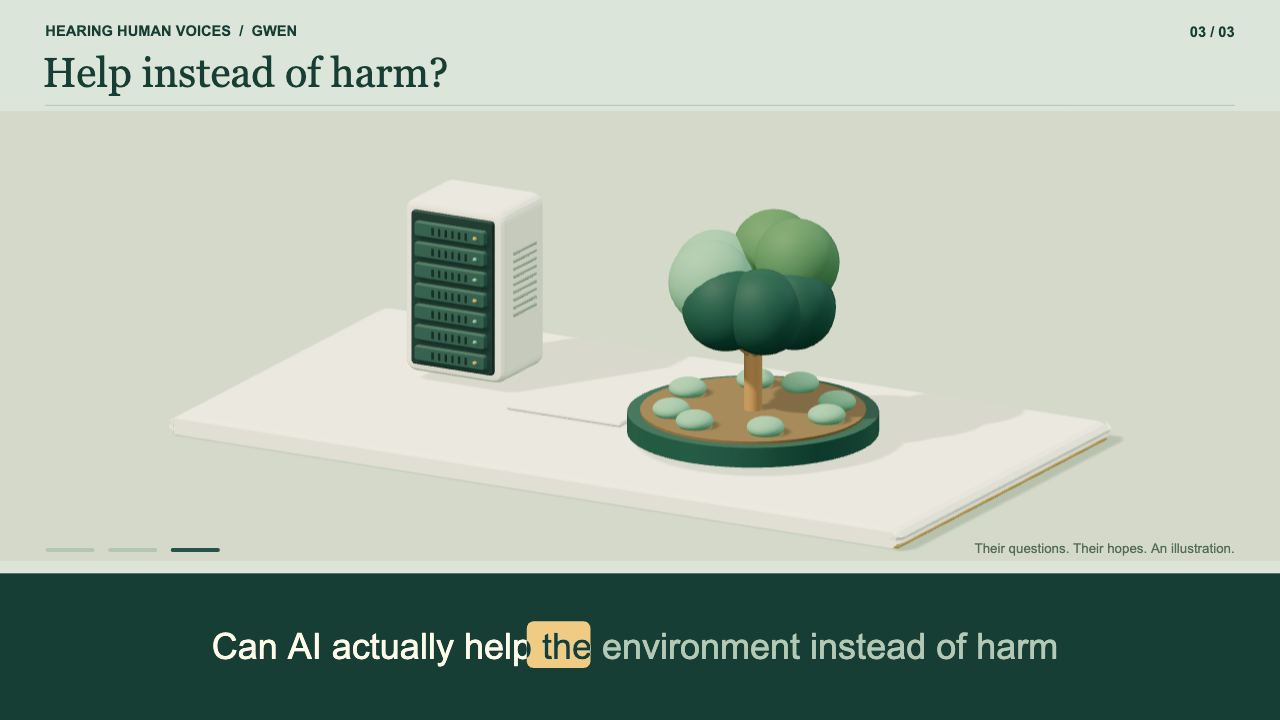 HEARING HUMAN VOICES / GWEN
03 / 03
Help instead of harm?
Their questions. Their hopes. An illustration.
Can AI actually help the environment instead of harm